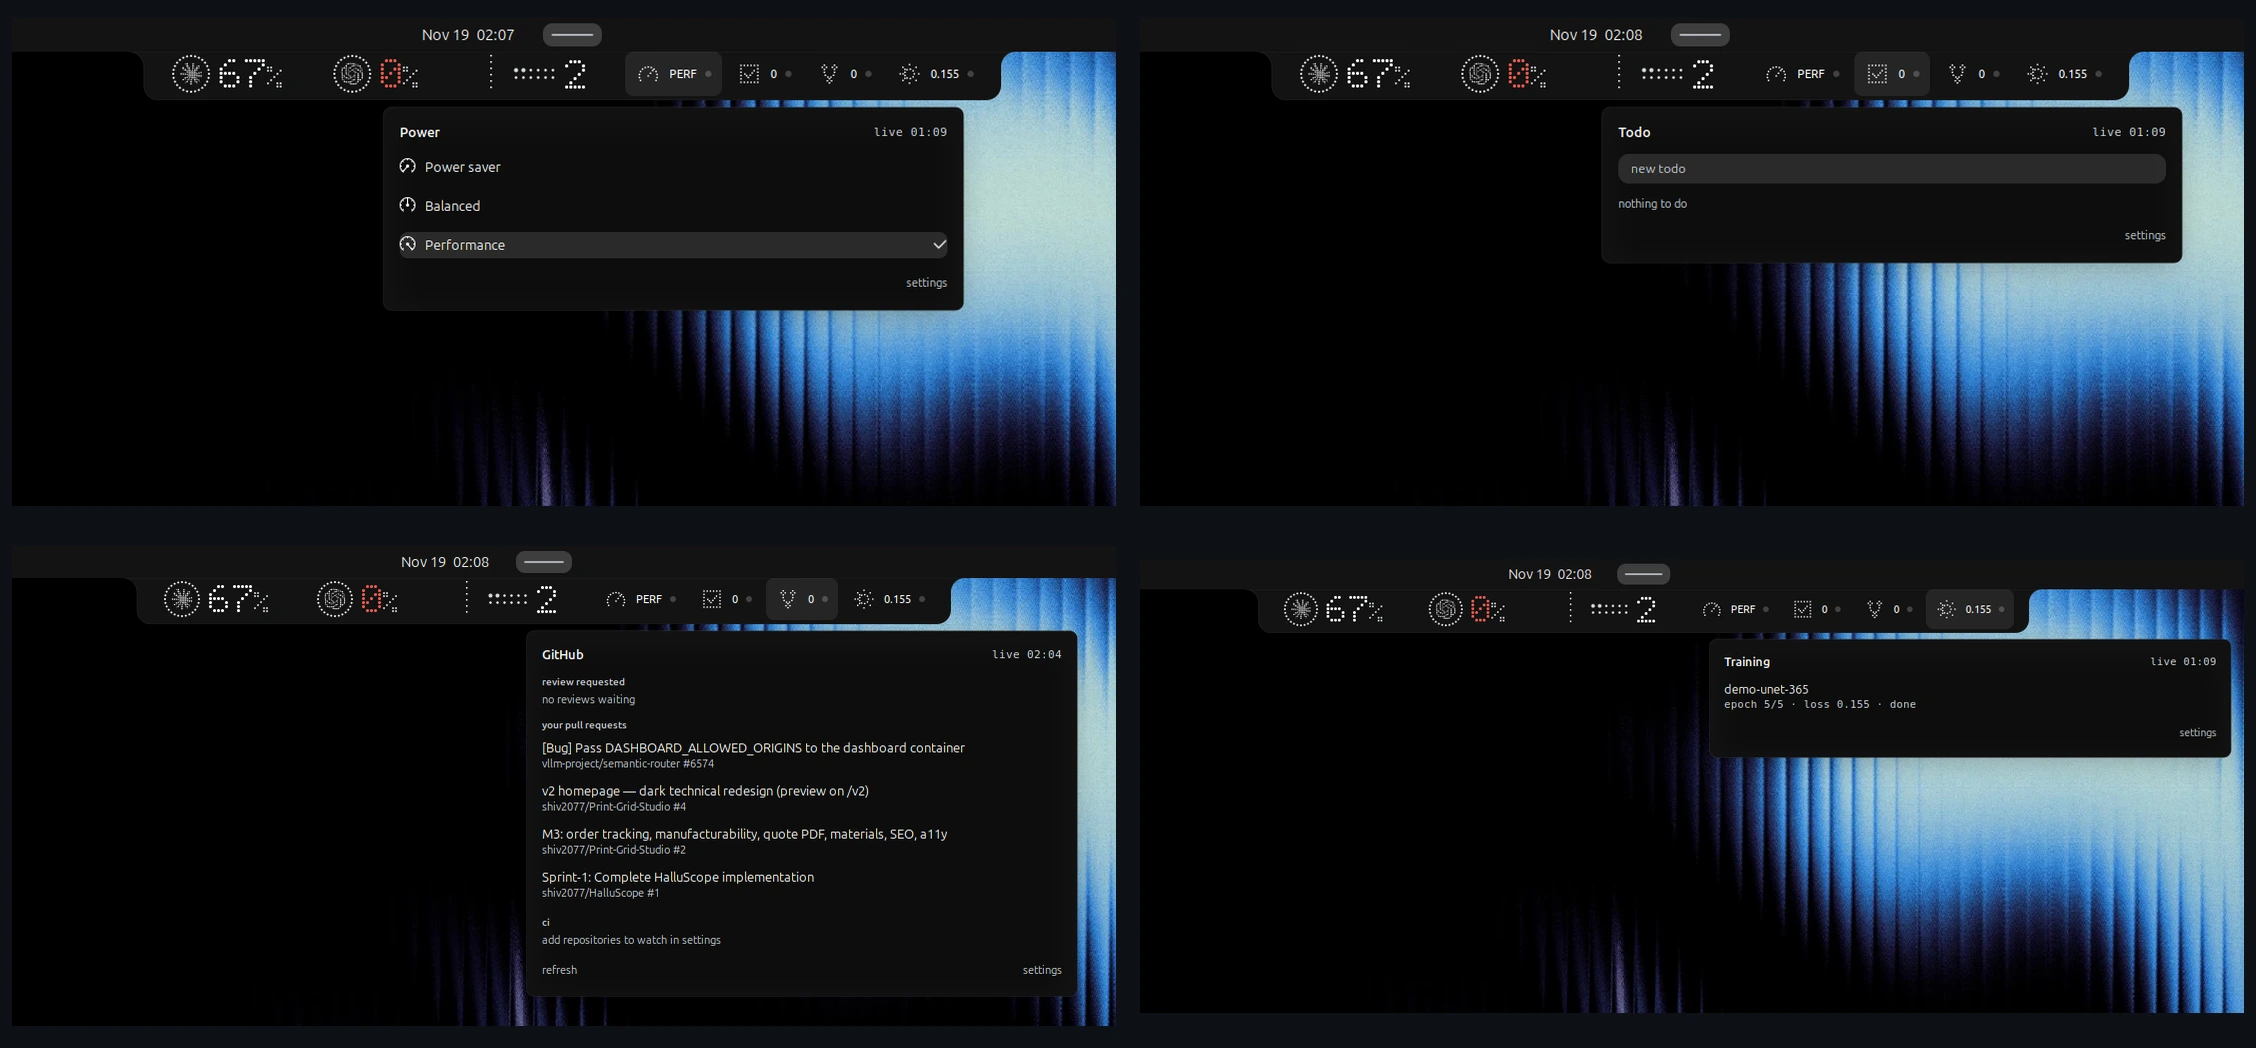 Nov 19 02:07
67%
0%
2
PERF
0
0
0.155
Power
live 01:09
Power saver
Balanced
Performance
settings
Nov 19 02:08
67%
0%
2
PERF
0
0
0.155
Todo
live 01:09
new todo
nothing to do
settings
Nov 19 02:08
67%
0%
2
PERF
0
0
0.155
GitHub
live 02:04
review requested
no reviews waiting
your pull requests
[Bug] Pass DASHBOARD_ALLOWED_ORIGINS to the dashboard container
vllm-project/semantic-router #6574
v2 homepage — dark technical redesign (preview on /v2)
shiv2077/Print-Grid-Studio #4
M3: order tracking, manufacturability, quote PDF, materials, SEO, a11y
shiv2077/Print-Grid-Studio #2
Sprint-1: Complete HalluScope implementation
shiv2077/HalluScope #1
ci
add repositories to watch in settings
refresh
settings
Nov 19 02:08
67%
0%
2
PERF
0
0
0.155
Training
live 01:09
demo-unet-365
epoch 5/5 · loss 0.155 · done
settings